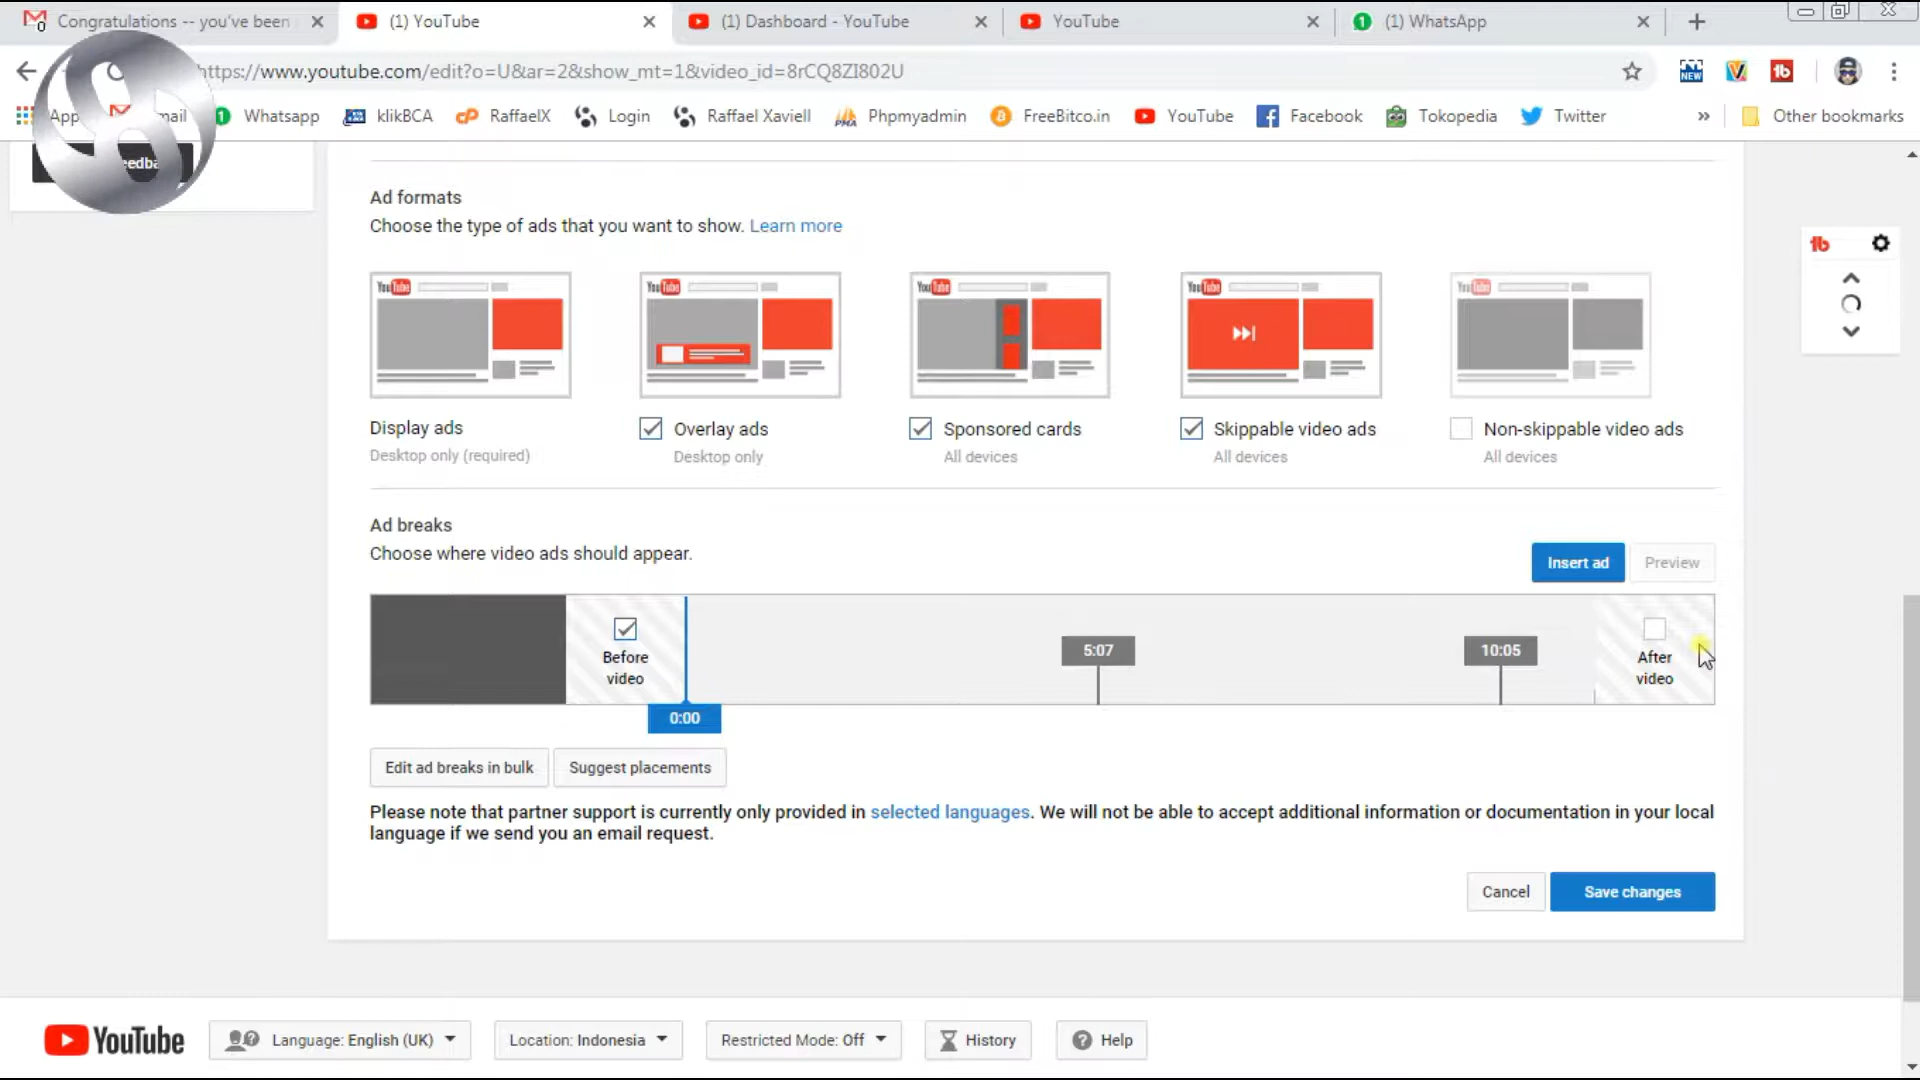 Congratulations -- you've been
(1) YouTube
(1) Dashboard - YouTube
YouTube
(1) WhatsApp
https://www.youtube.com/edit?o=U&ar=2&show_mt=1&video_id=8rCQ8ZI802U
NEW
Whatsapp
klikBCA
RaffaelX
Login
Raffael Xaviell
Phpmyadmin
FreeBitco.in
YouTube
Facebook
Tokopedia
Twitter
Other bookmarks
Ad formats
Choose the type of ads that you want to show. Learn more
YouTube
YouTube
YouTube
YouTube
YouTube
Display ads
Desktop only (required)
Overlay ads
Desktop only
Sponsored cards
All devices
Skippable video ads
All devices
Non-skippable video ads
All devices
Ad breaks
Choose where video ads should appear.
Insert ad
Preview
Before
video
0:00
5:07
10:05
After
video
Edit ad breaks in bulk
Suggest placements
Please note that partner support is currently only provided in selected languages. We will not be able to accept additional information or documentation in your local
language if we send you an email request.
Cancel
Save changes
YouTube
Language: English (UK)
Location: Indonesia
Restricted Mode: Off
History
Help